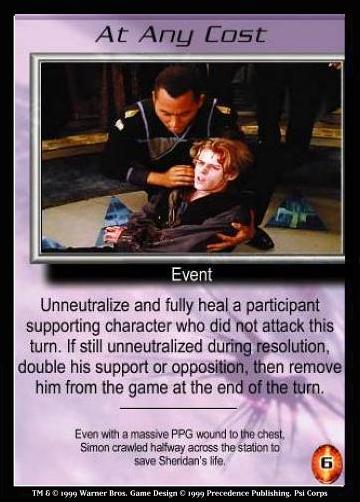 At Any Cost
Event
Unneutralize and fully heal a participant
supporting character who did not attack this
turn. If still unneutralized during resolution,
double his support or opposition, then remove
him from the game at the end of the turn.
Even with a massive PPG wound to the chest,
Simon crawled halfway across the station to
save Sheridan's life.
6
TM & © 1999 Warner Bros. Game Design © 1999 Precedence Publishing. Psi Corps